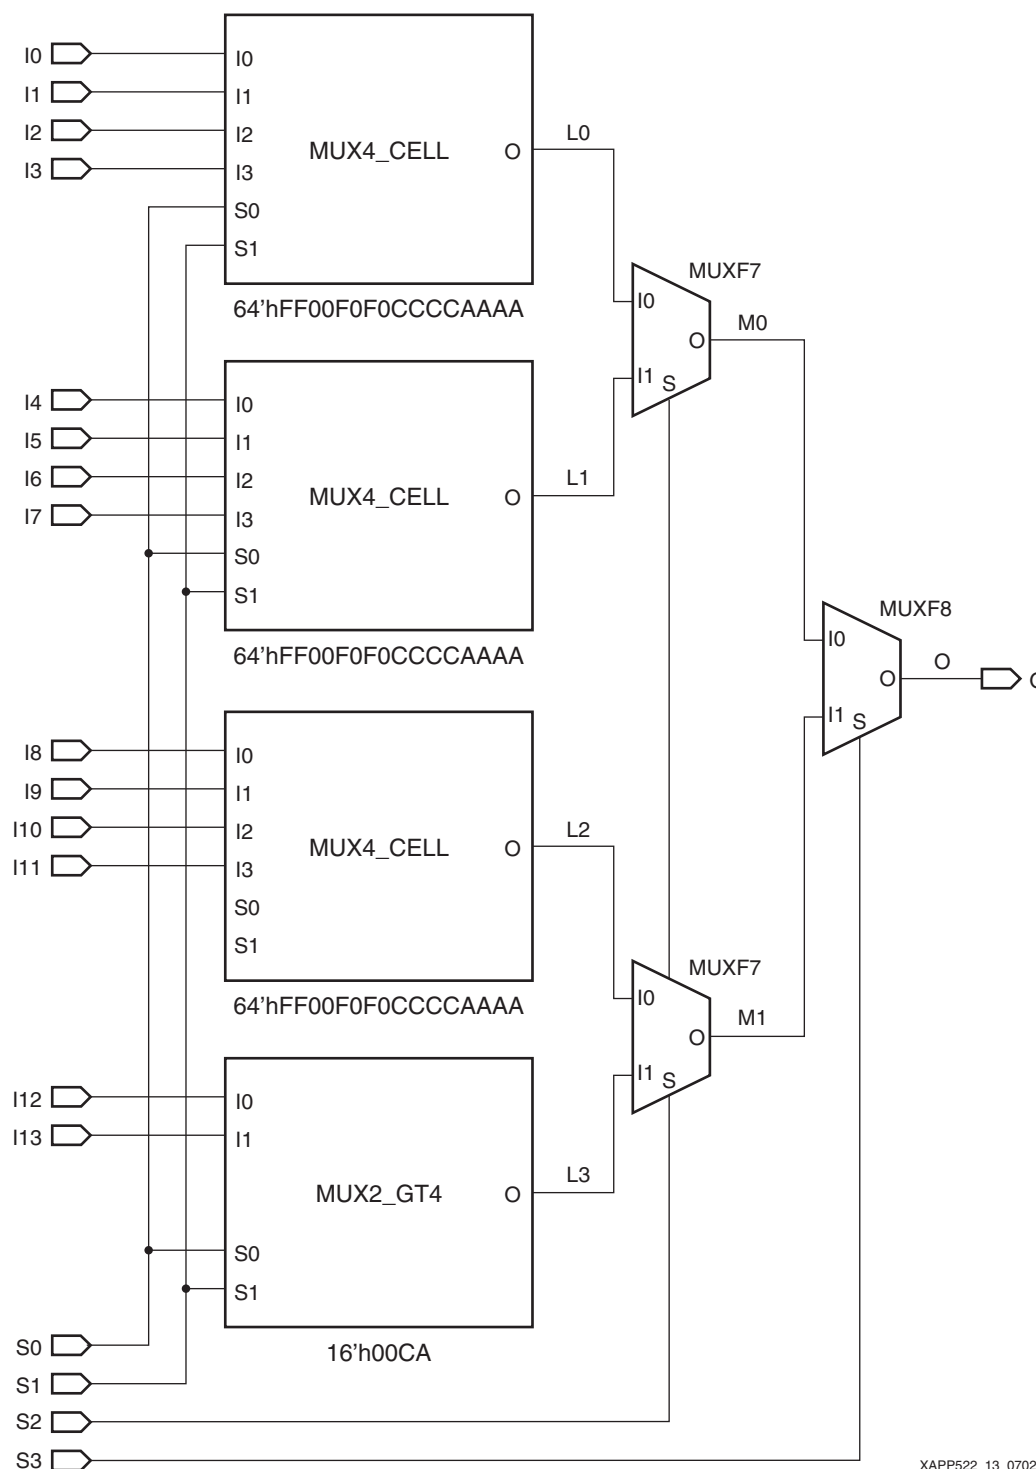 I0
I1
I2
I3
I0
I1
I2
I3
S0
S1
MUX4_CELL
O
L0
64'hFF00F0F0CCCCAAAA
MUXF7
I0
I1
S
O
M0
I4
I5
I6
I7
I0
I1
I2
I3
S0
S1
MUX4_CELL
O
L1
64'hFF00F0F0CCCCAAAA
MUXF8
I0
I1
S
O
O
I8
I9
I10
I11
I0
I1
I2
I3
S0
S1
MUX4_CELL
O
L2
64'hFF00F0F0CCCCAAAA
MUXF7
I0
I1
S
O
M1
I12
I13
I0
I1
S0
S1
MUX2_GT4
O
L3
16'h00CA
S0
S1
S2
S3
XAPP522_13_0702